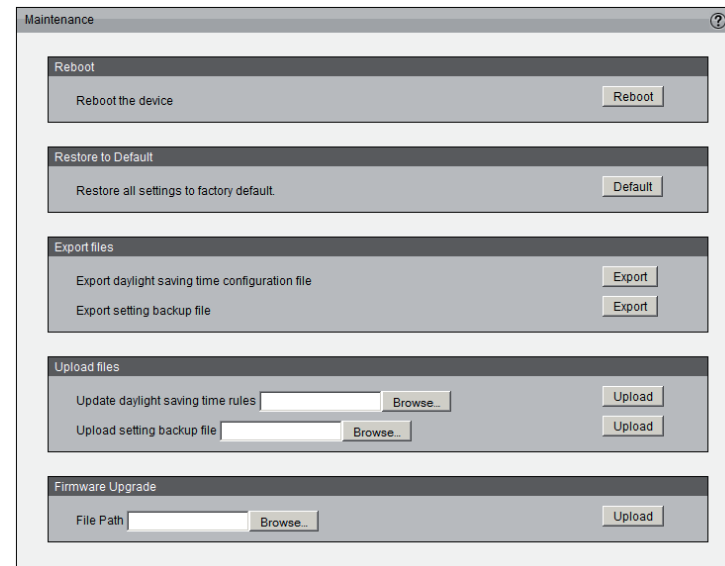 Maintenance ?
Reboot
Reboot the device Reboot
Restore to Default
Restore all settings to factory default. Default
Export files
Export daylight saving time configuration file Export
Export setting backup file Export
Upload files
Update daylight saving time rules Browse... Upload
Upload setting backup file Browse... Upload
Firmware Upgrade
File Path Browse... Upload